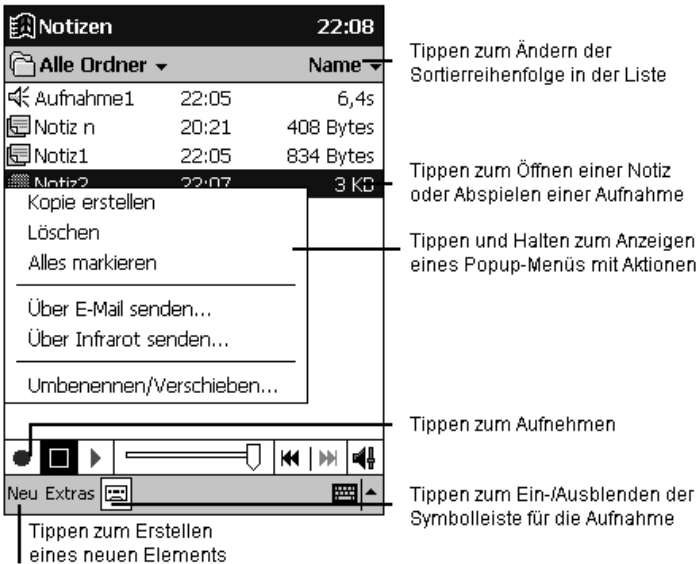 Notizen 22:08
Alle Ordner Name
Aufnahme1 22:05 6,4s
Notiz n 20:21 408 Bytes
Notiz1 22:05 834 Bytes
Notiz2 22:07 3 KB
Kopie erstellen
Löschen
Alles markieren
Über E-Mail senden...
Über Infrarot senden...
Umbenennen/Verschieben...
Neu Extras
Tippen zum Ändern der
Sortierreihenfolge in der Liste
Tippen zum Öffnen einer Notiz
oder Abspielen einer Aufnahme
Tippen und Halten zum Anzeigen
eines Popup-Menüs mit Aktionen
Tippen zum Aufnehmen
Tippen zum Ein-/Ausblenden der
Symbolleiste für die Aufnahme
Tippen zum Erstellen
eines neuen Elements